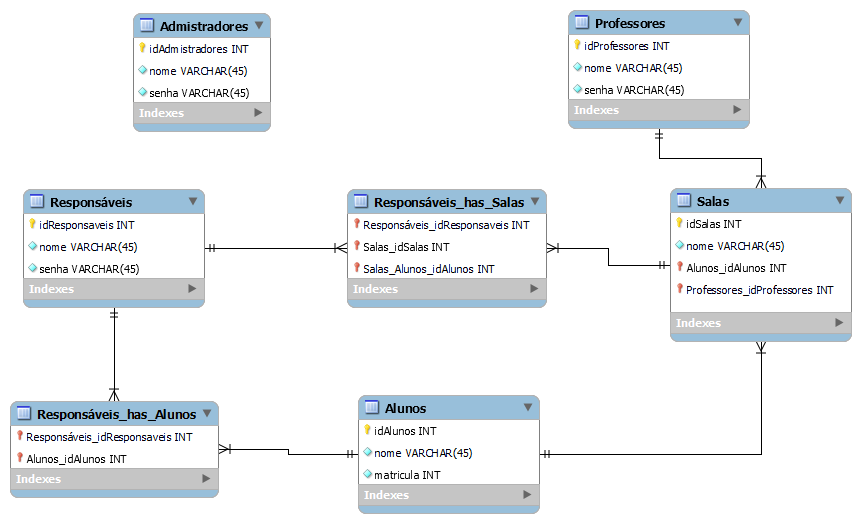 Admistradores
idAdmistradores INT
nome VARCHAR(45)
senha VARCHAR(45)
Indexes
Professores
idProfessores INT
nome VARCHAR(45)
senha VARCHAR(45)
Indexes
Responsáveis
idResponsaveis INT
nome VARCHAR(45)
senha VARCHAR(45)
Indexes
Responsáveis_has_Salas
Responsáveis_idResponsaveis INT
Salas_idSalas INT
Salas_Alunos_idAlunos INT
Indexes
Salas
idSalas INT
nome VARCHAR(45)
Alunos_idAlunos INT
Professores_idProfessores INT
Indexes
Responsáveis_has_Alunos
Responsáveis_idResponsaveis INT
Alunos_idAlunos INT
Indexes
Alunos
idAlunos INT
nome VARCHAR(45)
matricula INT
Indexes